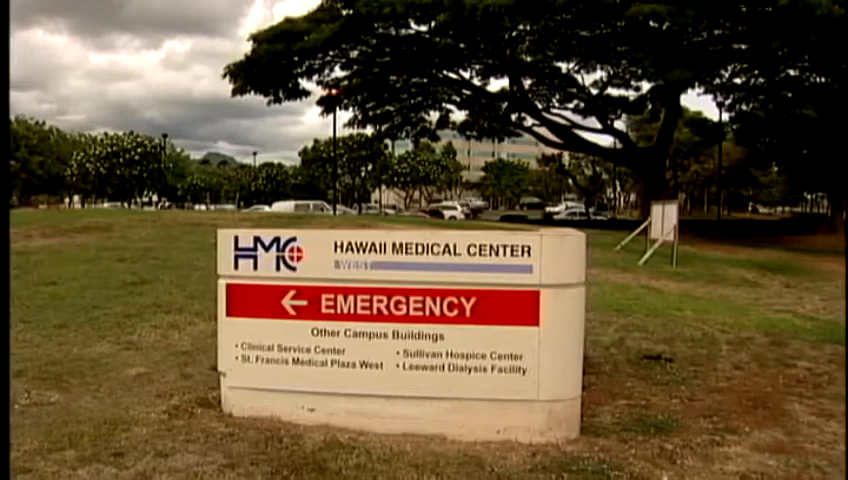 HMC HAWAII MEDICAL CENTER
WEST
← EMERGENCY
Other Campus Buildings
• Clinical Service Center • Sullivan Hospice Center
• St. Francis Medical Plaza West • Leeward Dialysis Facility